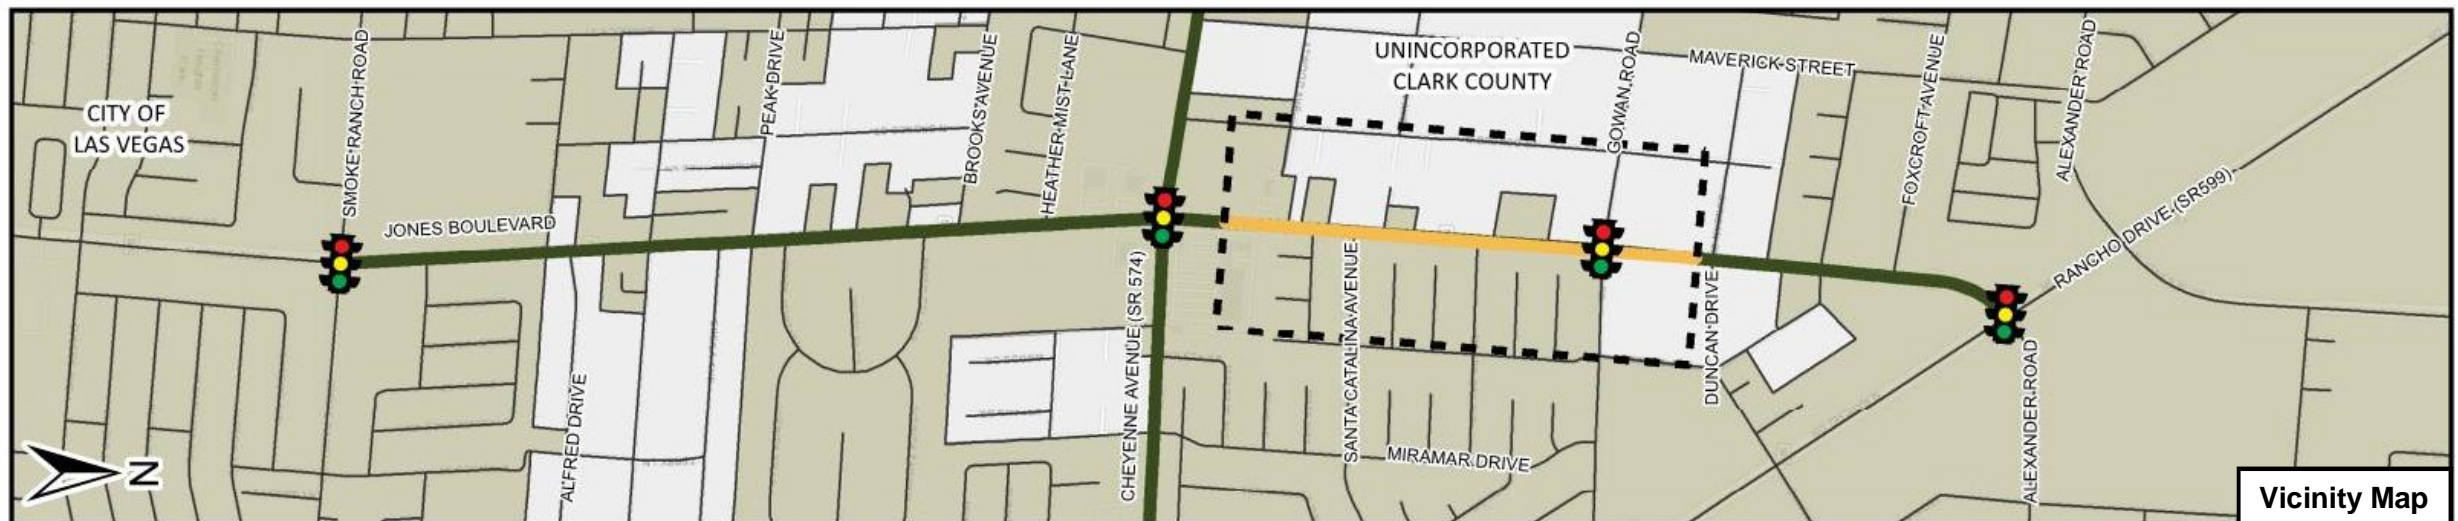 CITY OF
LAS VEGAS
SMOKE RANCH ROAD
JONES BOULEVARD
ALFRED DRIVE
PEAK DRIVE
BROOKS AVENUE
HEATHER MIST LANE
CHEYENNE AVENUE (SR 574)
UNINCORPORATED
CLARK COUNTY
SANTA CATALINA AVENUE
MIRAMAR DRIVE
GOWAN ROAD
MAVERICK STREET
DUNCAN DRIVE
FOXCROFT AVENUE
ALEXANDER ROAD
RANCHO DRIVE (SR599)
ALEXANDER ROAD
N
Vicinity Map